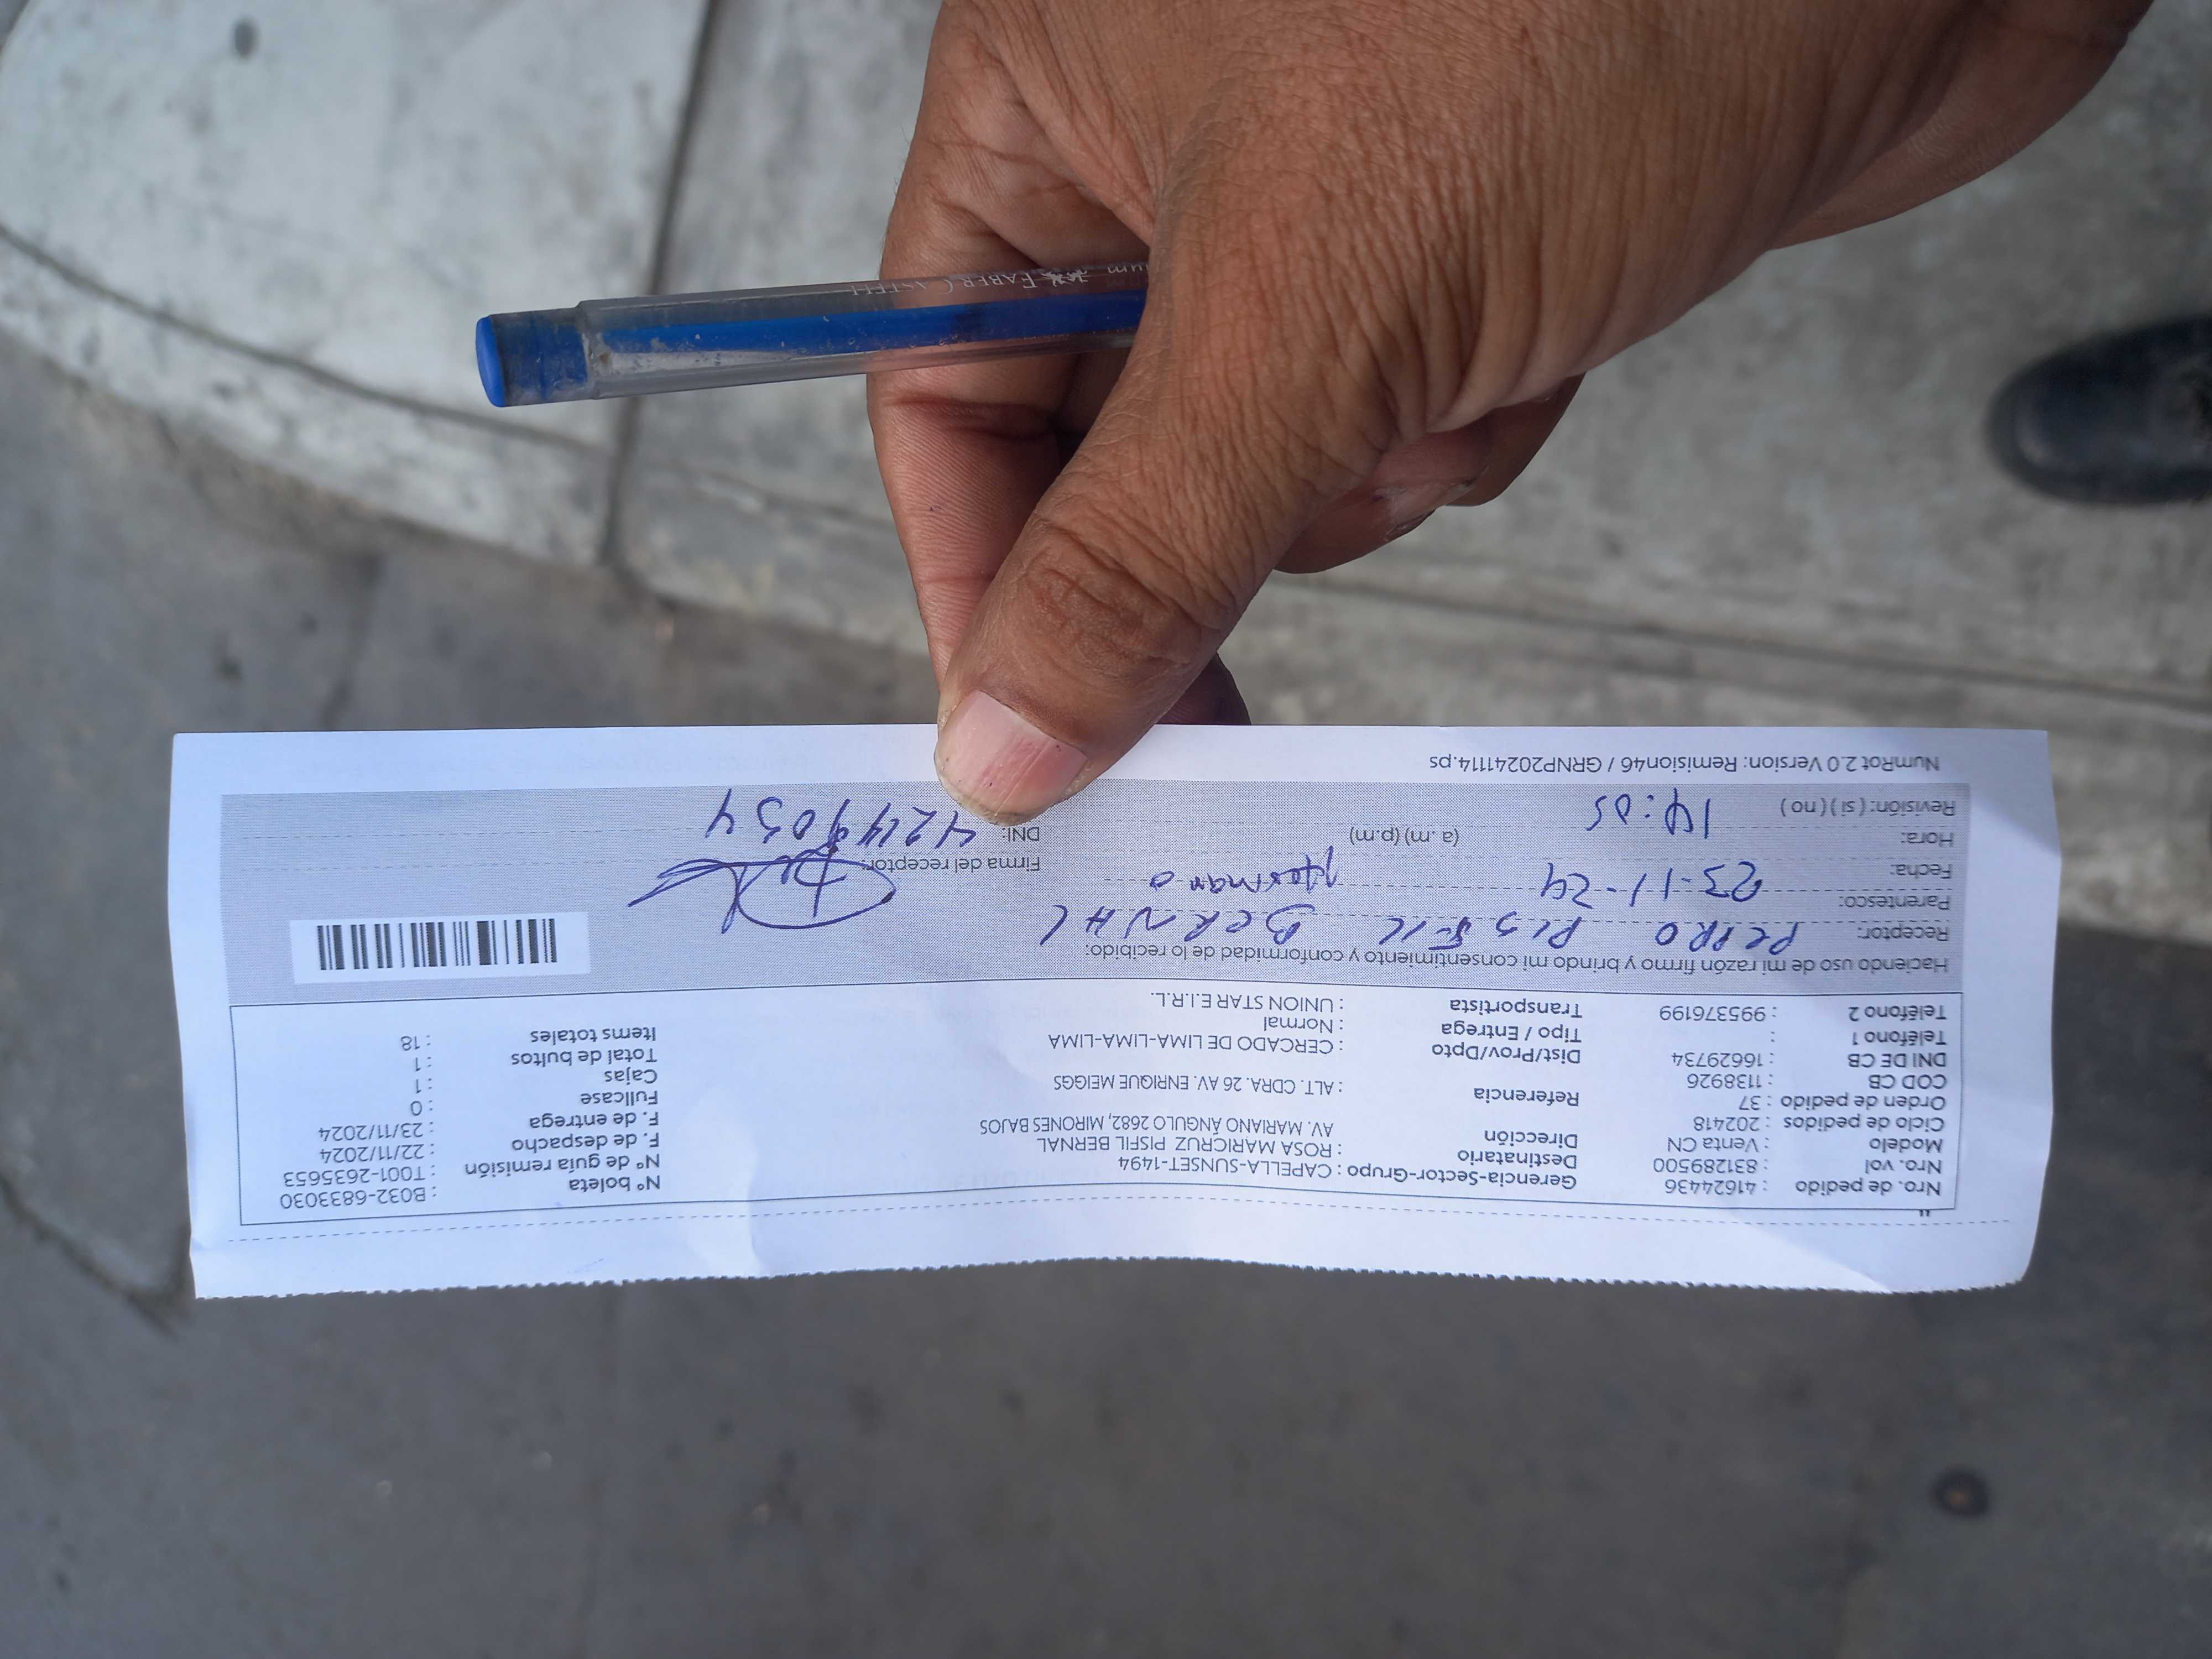 Nro. de pedido : 41624436 Gerencia-Sector-Grupo : CAPELLA-SUNSET-1494 N° boleta : B032-6833030
Nro. vol : 831289500 Destinatario : ROSA MARICRUZ PISFIL BERNAL N° de guía remisión : T001-2635653
Modelo : Venta CN Dirección AV. MARIANO ÁNGULO 2682, MIRONES BAJOS F. de despacho : 22/11/2024
Ciclo de pedidos : 202418 F. de entrega : 23/11/2024
Orden de pedido : 37 Referencia : ALT. CDRA. 26 AV. ENRIQUE MEIGGS Fullcase : 0
COD CB : 1138926 Cajas : 1
DNI DE CB : 16629734 Dist/Prov/Dpto : CERCADO DE LIMA-LIMA-LIMA Total de bultos : 1
Teléfono 1 : Tipo / Entrega : Normal Items totales : 18
Teléfono 2 : 995376199 Transportista : UNION STAR E.I.R.L.
Haciendo uso de mi razón firmo y brindo mi consentimiento y conformidad de lo recibido:
Receptor: PEDRO PISFIL BERNAL
Parentesco: Hermano
Fecha: 23-11-24 Firma del receptor:
Hora: 14:05 (a. m) (p.m) DNI: 42499034
Revisión: ( si ) ( no )
NumRot 2.0 Version: Remision46 / GRNP20241114.ps
FABER CASTELL